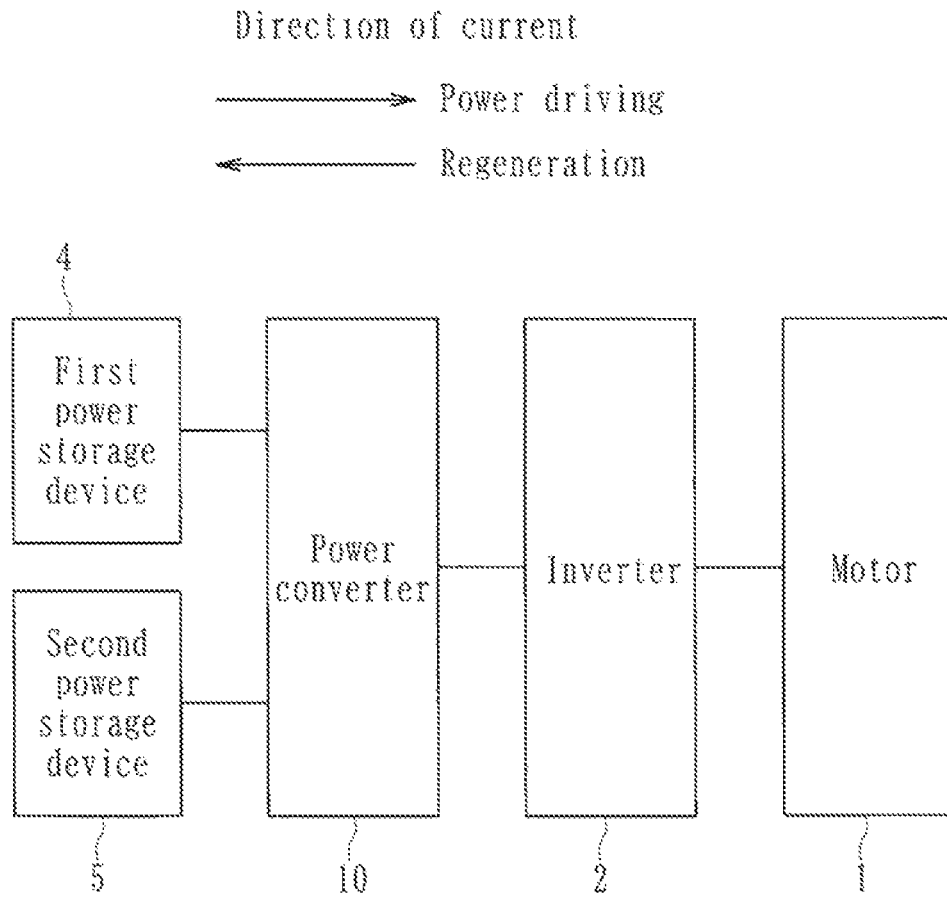 Direction of current
Power driving
Regeneration
4
First
power
storage
device
Power
converter
Inverter
Motor
Second
power
storage
device
5
10
2
1